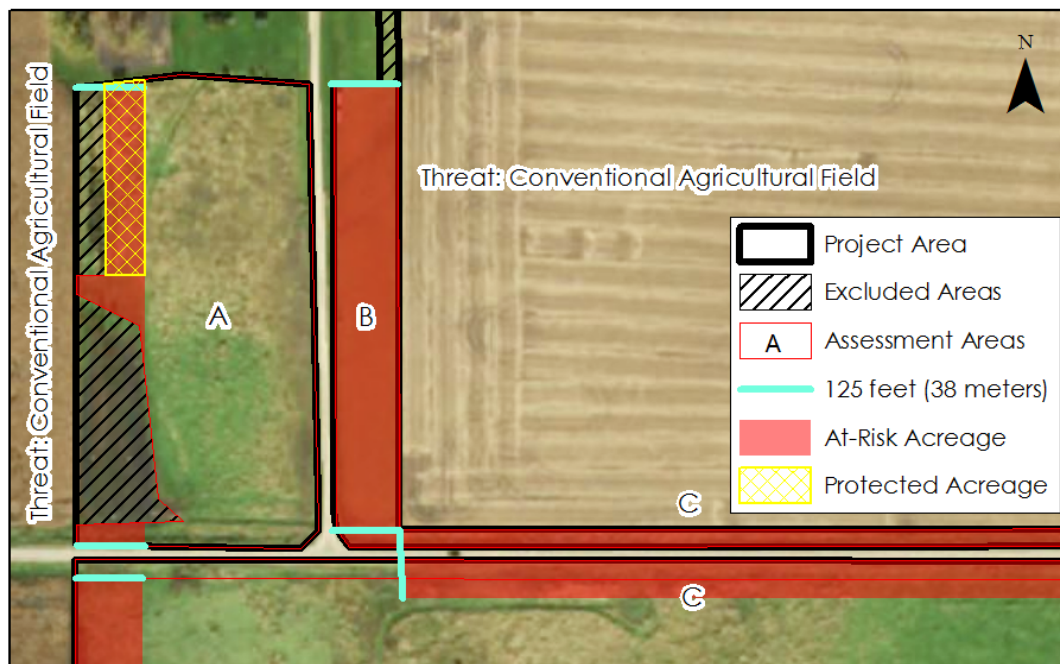 N
Threat: Conventional Agricultural Field
Threat: Conventional Agricultural Field
Project Area
Excluded Areas
A Assessment Areas
125 feet (38 meters)
At-Risk Acreage
Protected Acreage
A
B
C
C